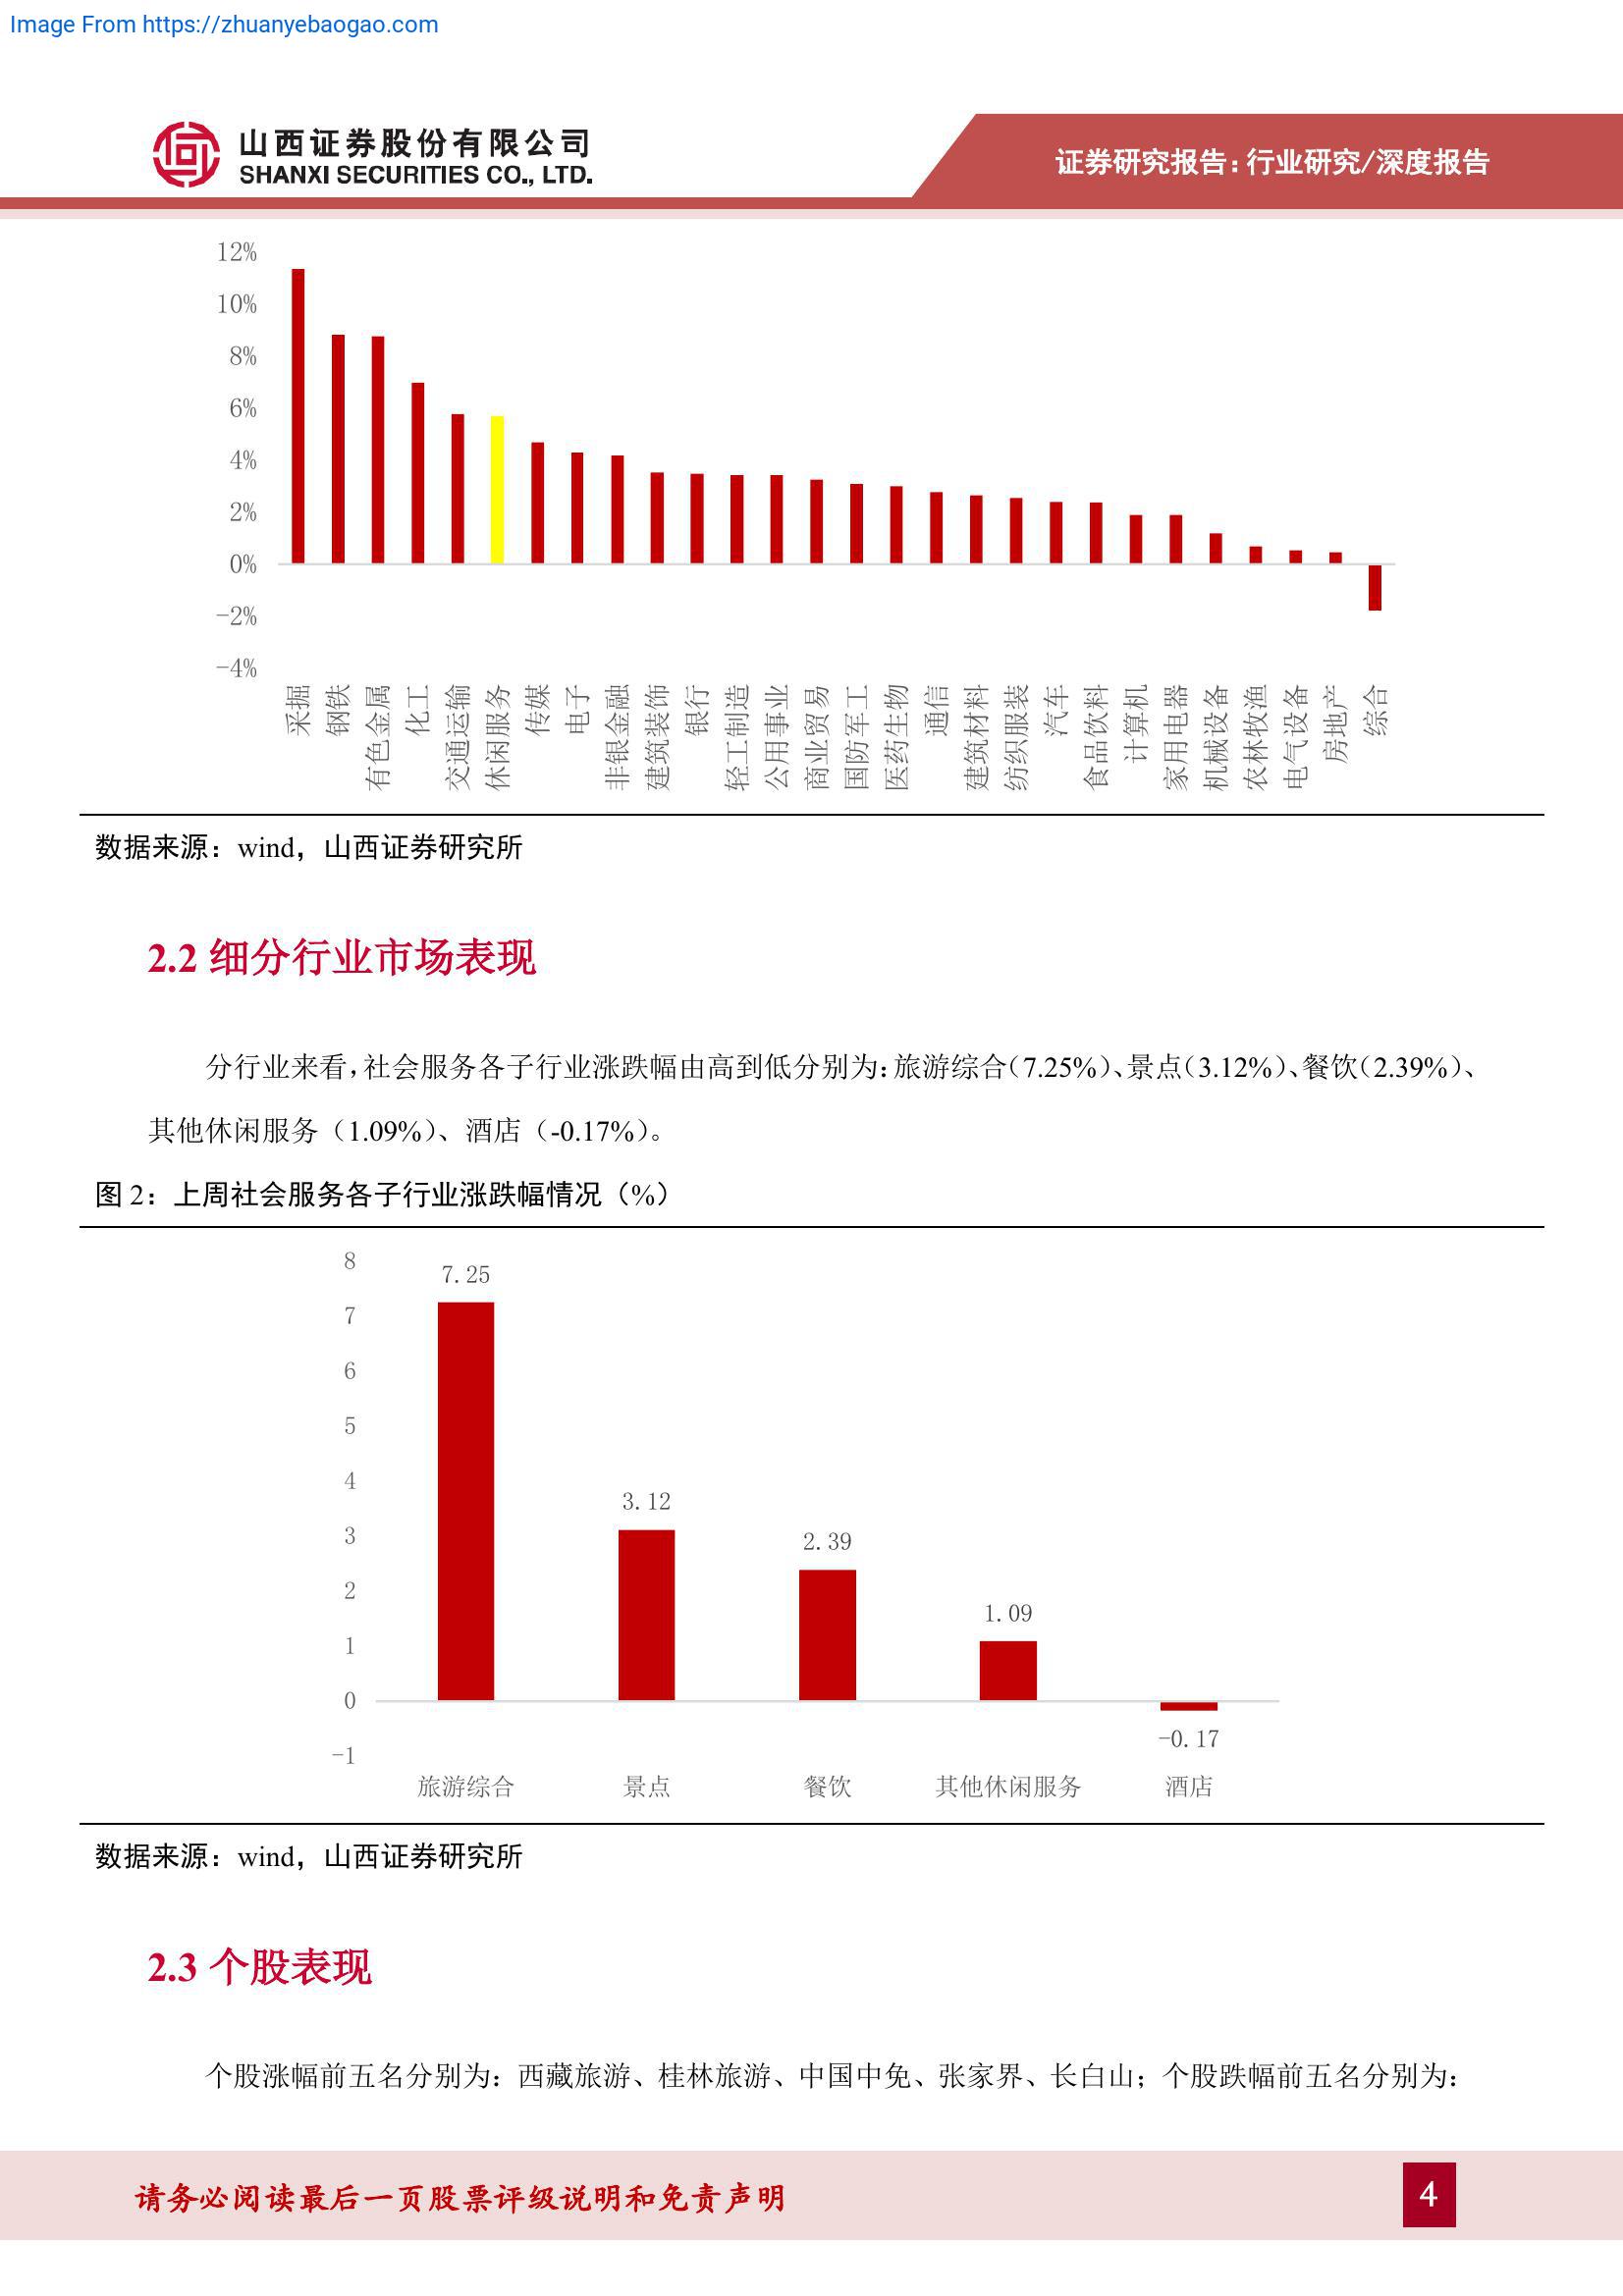 Image From https://zhuanyebaogao.com
山西证券股份有限公司
SHANXI SECURITIES CO., LTD.
证券研究报告：行业研究/深度报告
12%
10%
8%
6%
4%
2%
0%
-2%
-4%
采掘
钢铁
有色金属
化工
交通运输
休闲服务
传媒
电子
非银金融
建筑装饰
银行
轻工制造
公用事业
商业贸易
国防军工
医药生物
通信
建筑材料
纺织服装
汽车
食品饮料
计算机
家用电器
机械设备
农林牧渔
电气设备
房地产
综合
数据来源：wind，山西证券研究所
2.2 细分行业市场表现
分行业来看，社会服务各子行业涨跌幅由高到低分别为：旅游综合（7.25%）、景点（3.12%）、餐饮（2.39%）、
其他休闲服务（1.09%）、酒店（-0.17%）。
图 2：上周社会服务各子行业涨跌幅情况（%）
8
7
6
5
4
3
2
1
0
-1
7.25
3.12
2.39
1.09
-0.17
旅游综合 景点 餐饮 其他休闲服务 酒店
数据来源：wind，山西证券研究所
2.3 个股表现
个股涨幅前五名分别为：西藏旅游、桂林旅游、中国中免、张家界、长白山；个股跌幅前五名分别为：
请务必阅读最后一页股票评级说明和免责声明
4